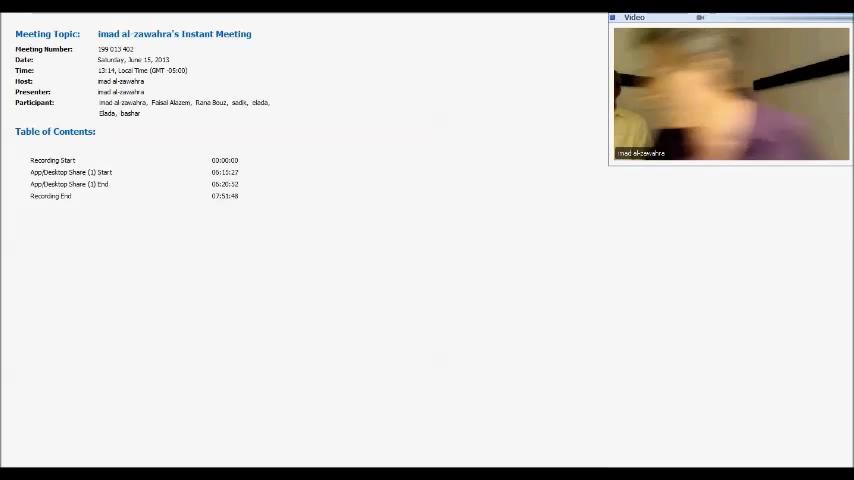 Meeting Topic: imad al-zawahra's Instant Meeting
Meeting Number: 199 013 402
Date: Saturday, June 15, 2013
Time: 13:14, Local Time (GMT -05:00)
Host: imad al-zawahra
Presenter: imad al-zawahra
Participant: imad al-zawahra, Faisal Alazem, Rana Bouz, sadik, elada,
Elada, bashar
Table of Contents:
Recording Start 00:00:00
App/Desktop Share (1) Start 06:15:27
App/Desktop Share (1) End 06:20:52
Recording End 07:51:48
Video
imad al-zawahra